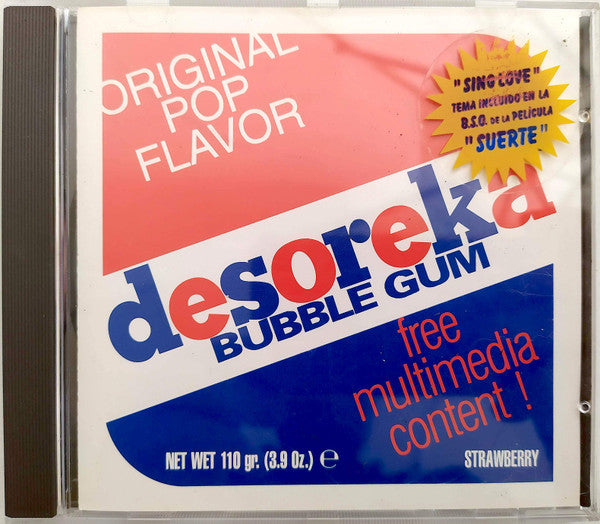 ORIGINAL
POP
FLAVOR
" SING LOVE "
TEMA INCLUIDO EN LA
B.S.O. DE LA PELÍCULA
" SUERTE "
desoreka
BUBBLE GUM
free
multimedia
content !
NET WET 110 gr. (3.9 Oz.) ℮
STRAWBERRY